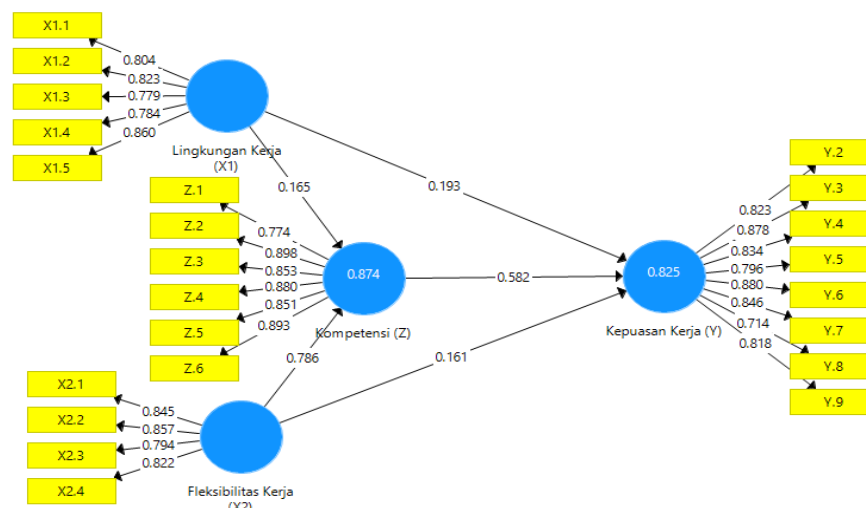 X1.1
X1.2
X1.3
X1.4
X1.5
0.804
0.823
0.779
0.784
0.860
Lingkungan Kerja
(X1)
0.165
0.193
Z.1
Z.2
Z.3
Z.4
Z.5
Z.6
0.774
0.898
0.853
0.880
0.851
0.893
0.874
Kompetensi (Z)
0.582
0.786
0.161
X2.1
X2.2
X2.3
X2.4
0.845
0.857
0.794
0.822
Fleksibilitas Kerja
(X2)
0.825
Kepuasan Kerja (Y)
0.823
0.878
0.834
0.796
0.880
0.846
0.714
0.818
Y.2
Y.3
Y.4
Y.5
Y.6
Y.7
Y.8
Y.9